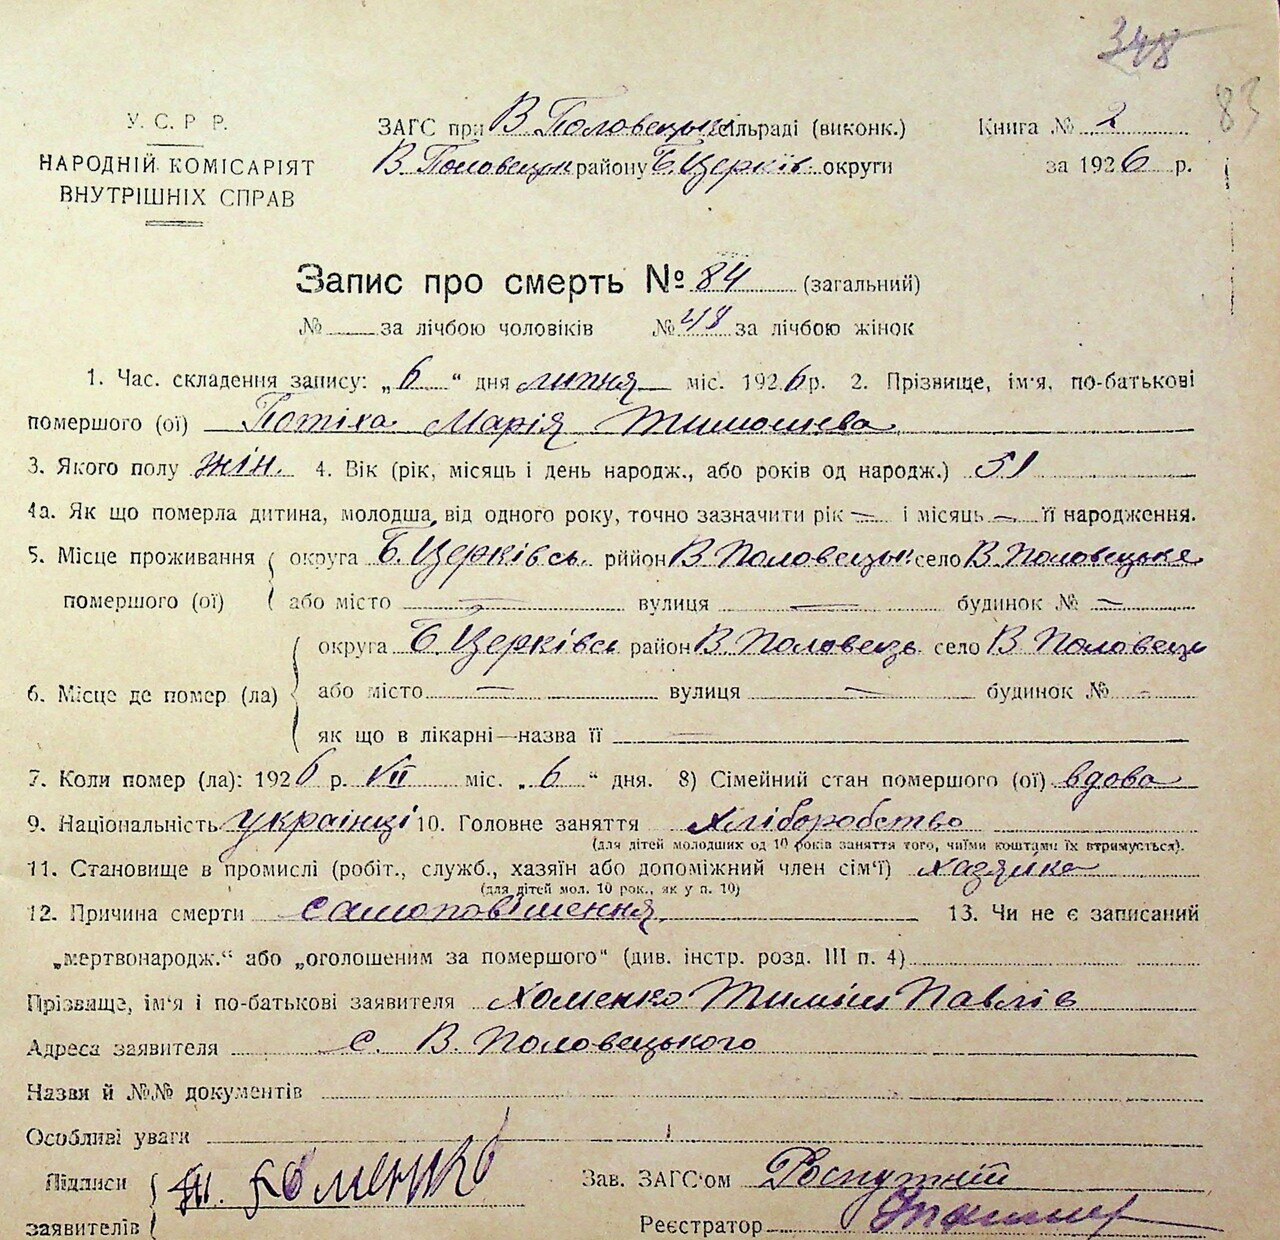 348
83
У. С. Р Р.
НАРОДНІЙ КОМІСАРІЯТ
ВНУТРІШНІХ СПРАВ
ЗАГС при В Половецькій сільраді (виконк.)
В. Половецьк району Б. Церків. округи
Книга № 2
за 1926 р.
Запис про смерть № 84 (загальний)
№ за лічбою чоловіків № 48 за лічбою жінок
1. Час. складення запису: „6“ дня липня міс. 1926 р. 2. Прізвище, ім'я, по-батькові
помершого (ої) Потіха Марія Тимошева
3. Якого полу жін. 4. Вік (рік, місяць і день народж., або років од народж.) 51
4а. Як що померла дитина, молодша від одного року, точно зазначити рік — і місяць — її народження.
5. Місце проживання округа Б. Церківсь. рйіон В Половецьк. село В. Половецьке
помершого (ої) або місто — вулиця — будинок № —
округа Б. Церківсь район В Половець. село В Половець
6. Місце де помер (ла) або місто — вулиця — будинок № —
як що в лікарні—назва її —
7. Коли помер (ла): 1926 р. VII міс. „6“ дня. 8) Сімейний стан помершого (ої) вдова
9. Національність українці 10. Головне заняття хліборобство
(для дітей молодших од 10 років заняття того, чиїми коштами їх втримується).
11. Становище в промислі (робіт., служб., хазяїн або допоміжний член сім'ї) хазяйка
(для дітей мол. 10 рок., як у п. 10)
12. Причина смерти самоповішення. 13. Чи не є записаний
„мертвонародж.“ або „оголошеним за помершого“ (див. інстр. розд. III п. 4)
Прізвище, ім'я і по-батькові заявителя Хоменко Тиміш Павлів
Адреса заявителя с. В. Половецького
Назви й №№ документів
Особливі уваги
Підписи
заявителів
Хоменко
Зав. ЗАГС'ом Роспутній
Реєстратор